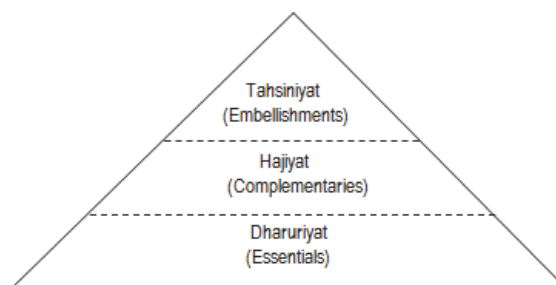 Tahsiniyat
(Embellishments)
Hajiyat
(Complementaries)
Dharuriyat
(Essentials)